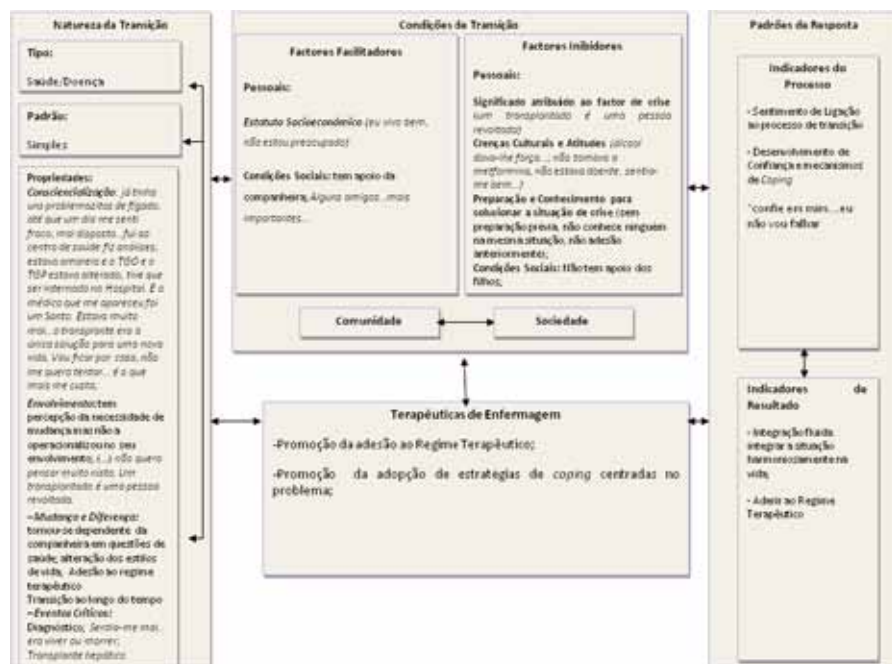 Natureza da Transição
Tipo:
Saúde/Doença
Padrão:
Simples
Propriedades:
Consciencialização: já tinha
uns problemazitos de fígado,
até que um dia me senti
fraco, mal disposto...fui ao
centro de saúde fiz análises,
estava amarelo e o TGO e o
TGP estava alterado, tive que
ser internado no Hospital. E o
médico que me apareceu foi
um Santo. Estava muito
mal...o transplante era a
única solução para uma nova
vida. Vou ficar por casa, não
me quero tentar... é o que
mais me custa;
Envolvimento: tem
percepção da necessidade de
mudança mas não a
operacionalizou no seu
envolvimento; (...) não quero
pensar muito nisto. Um
transplantado é uma pessoa
revoltada.
–Mudança e Diferença:
tornou-se dependente da
companheira em questões de
saúde, alteração dos estilos
de vida, Adesão ao regime
terapêutico
Transição ao longo do tempo
–Eventos Críticos:
Diagnóstico; Sentia-me mal,
era viver ou morrer;
Transplante hepático
Condições de Transição
Factores Facilitadores
Pessoais:
Estatuto Socioeconómico (eu vivo bem,
não estou preocupado)
Condições Sociais: tem apoio da
companheira, Alguns amigos...mais
importantes...
Factores Inibidores
Pessoais:
Significado atribuído ao factor de crise
(um transplantado é uma pessoa
revoltada)
Crenças Culturais e Atitudes (álcool
dava-lhe força...; não tomava a
metformina, não estava doente, sentia-
me bem...)
Preparação e Conhecimento para
solucionar a situação de crise (sem
preparação prévia, não conhece ninguém
na mesma situação, não adesão
anteriormente);
Condições Sociais: Não tem apoio dos
filhos;
Comunidade
Sociedade
Terapêuticas de Enfermagem
-Promoção da adesão ao Regime Terapêutico;
-Promoção da adopção de estratégias de coping centradas no
problema;
Padrões de Resposta
Indicadores do
Processo
- Sentimento de Ligação
ao processo de transição
- Desenvolvimento de
Confiança e mecanismos
de Coping
"confie em mim....eu
não vou falhar
Indicadores de
Resultado
- Integração fluida
integrar a situação
harmoniosamente na
vida;
- Aderir ao Regime
Terapêutico